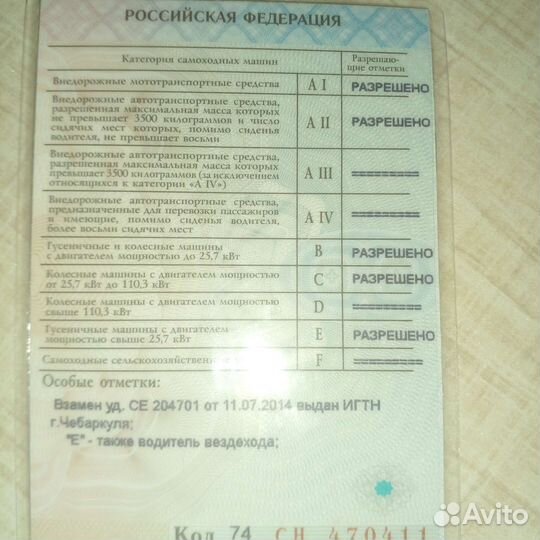 РОССИЙСКАЯ ФЕДЕРАЦИЯ
Категория самоходных машин
Разрешаю-
щие отметки
Внедорожные мототранспортные средства A I РАЗРЕШЕНО
Внедорожные автотранспортные средства,
разрешенная максимальная масса которых
не превышает 3500 килограммов и число
сидячих мест которых, помимо сиденья
водителя, не превышает восьми
A II РАЗРЕШЕНО
Внедорожные автотранспортные средства,
разрешенная максимальная масса которых
превышает 3500 килограммов (за исключением
относящихся к категории «A IV»)
A III =========
Внедорожные автотранспортные средства,
предназначенные для перевозки пассажиров
и имеющие, помимо сиденья водителя,
более восьми сидячих мест
A IV =========
Гусеничные и колесные машины
с двигателем мощностью до 25,7 кВт
B РАЗРЕШЕНО
Колесные машины с двигателем мощностью
от 25,7 кВт до 110,3 кВт
C РАЗРЕШЕНО
Колесные машины с двигателем мощностью
свыше 110,3 кВт
D =========
Гусеничные машины с двигателем
мощностью свыше 25,7 кВт
E РАЗРЕШЕНО
Самоходные сельскохозяйственные F =========
Особые отметки:
Взамен уд. СЕ 204701 от 11.07.2014 выдан ИГТН
г.Чебаркуля;
"Е" - также водитель вездехода;
Код 74 СН 470411
Avito